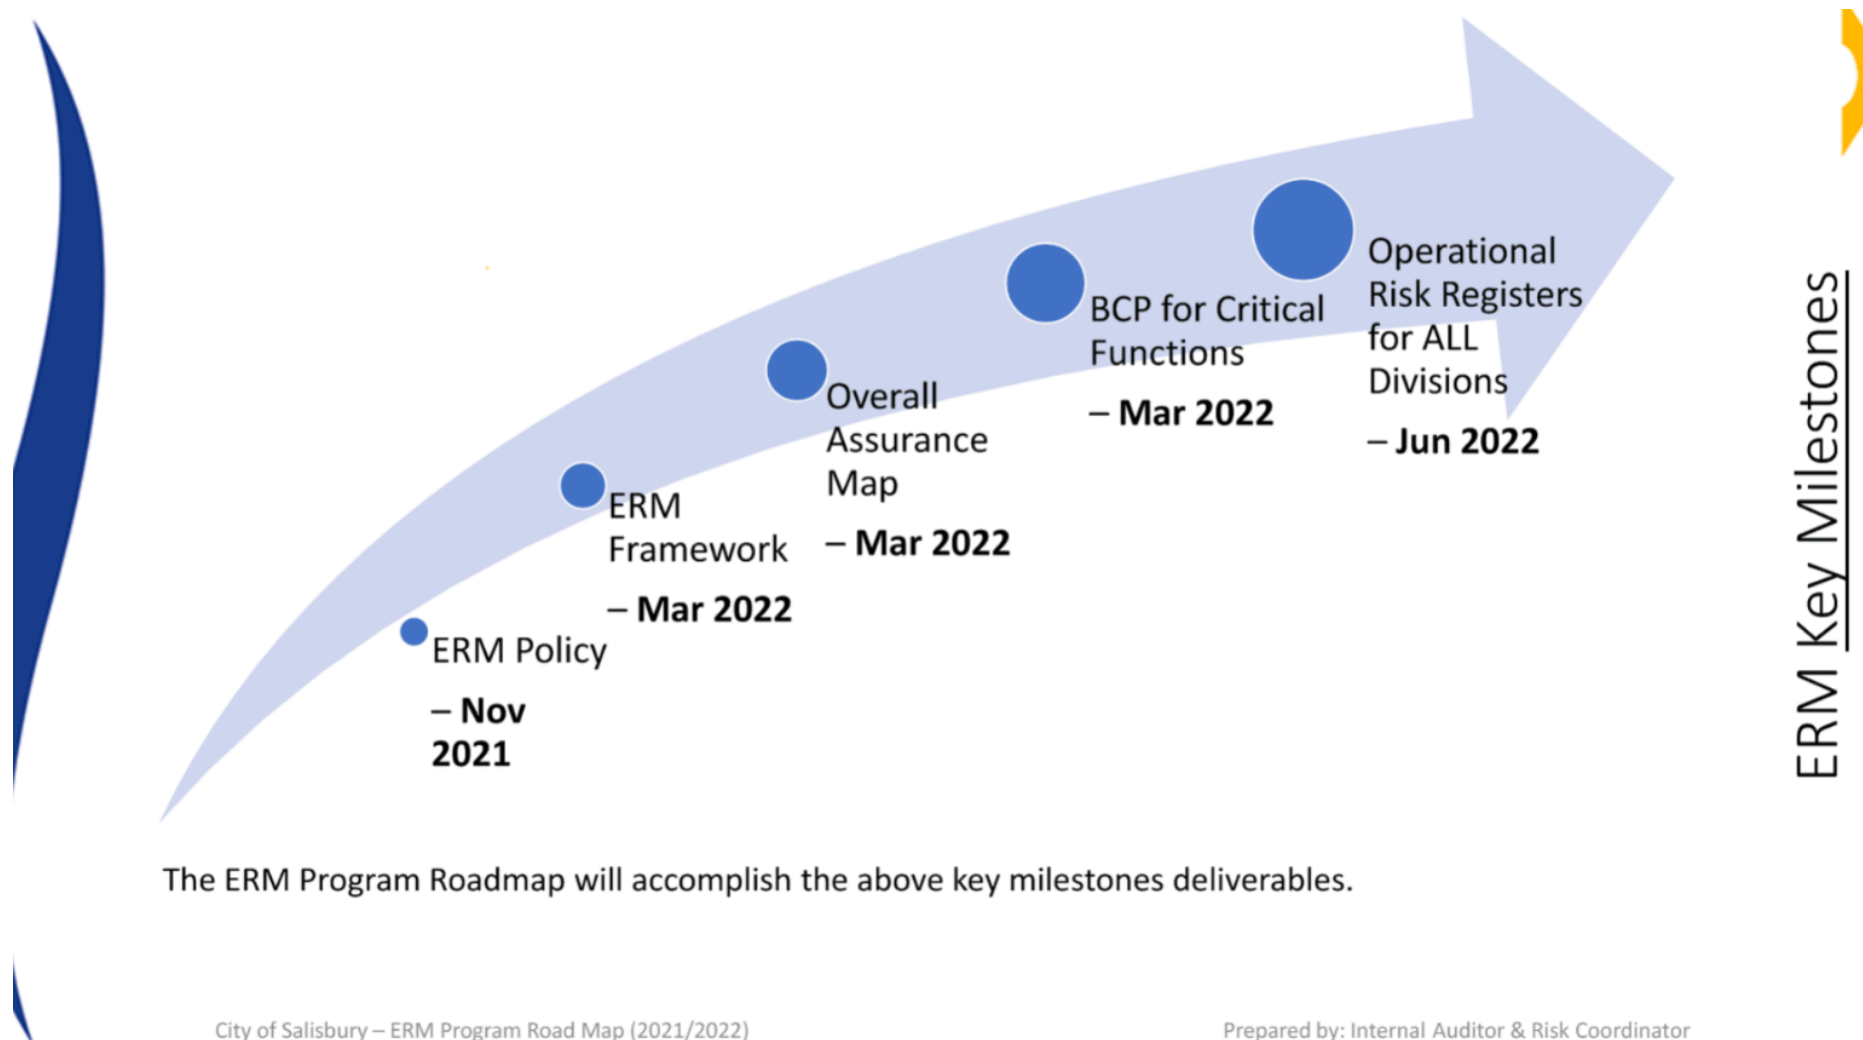 ERM Key Milestones
ERM Policy
– Nov
2021
ERM
Framework
– Mar 2022
Overall
Assurance
Map
– Mar 2022
BCP for Critical
Functions
– Mar 2022
Operational
Risk Registers
for ALL
Divisions
– Jun 2022
The ERM Program Roadmap will accomplish the above key milestones deliverables.
City of Salisbury – ERM Program Road Map (2021/2022)
Prepared by: Internal Auditor & Risk Coordinator